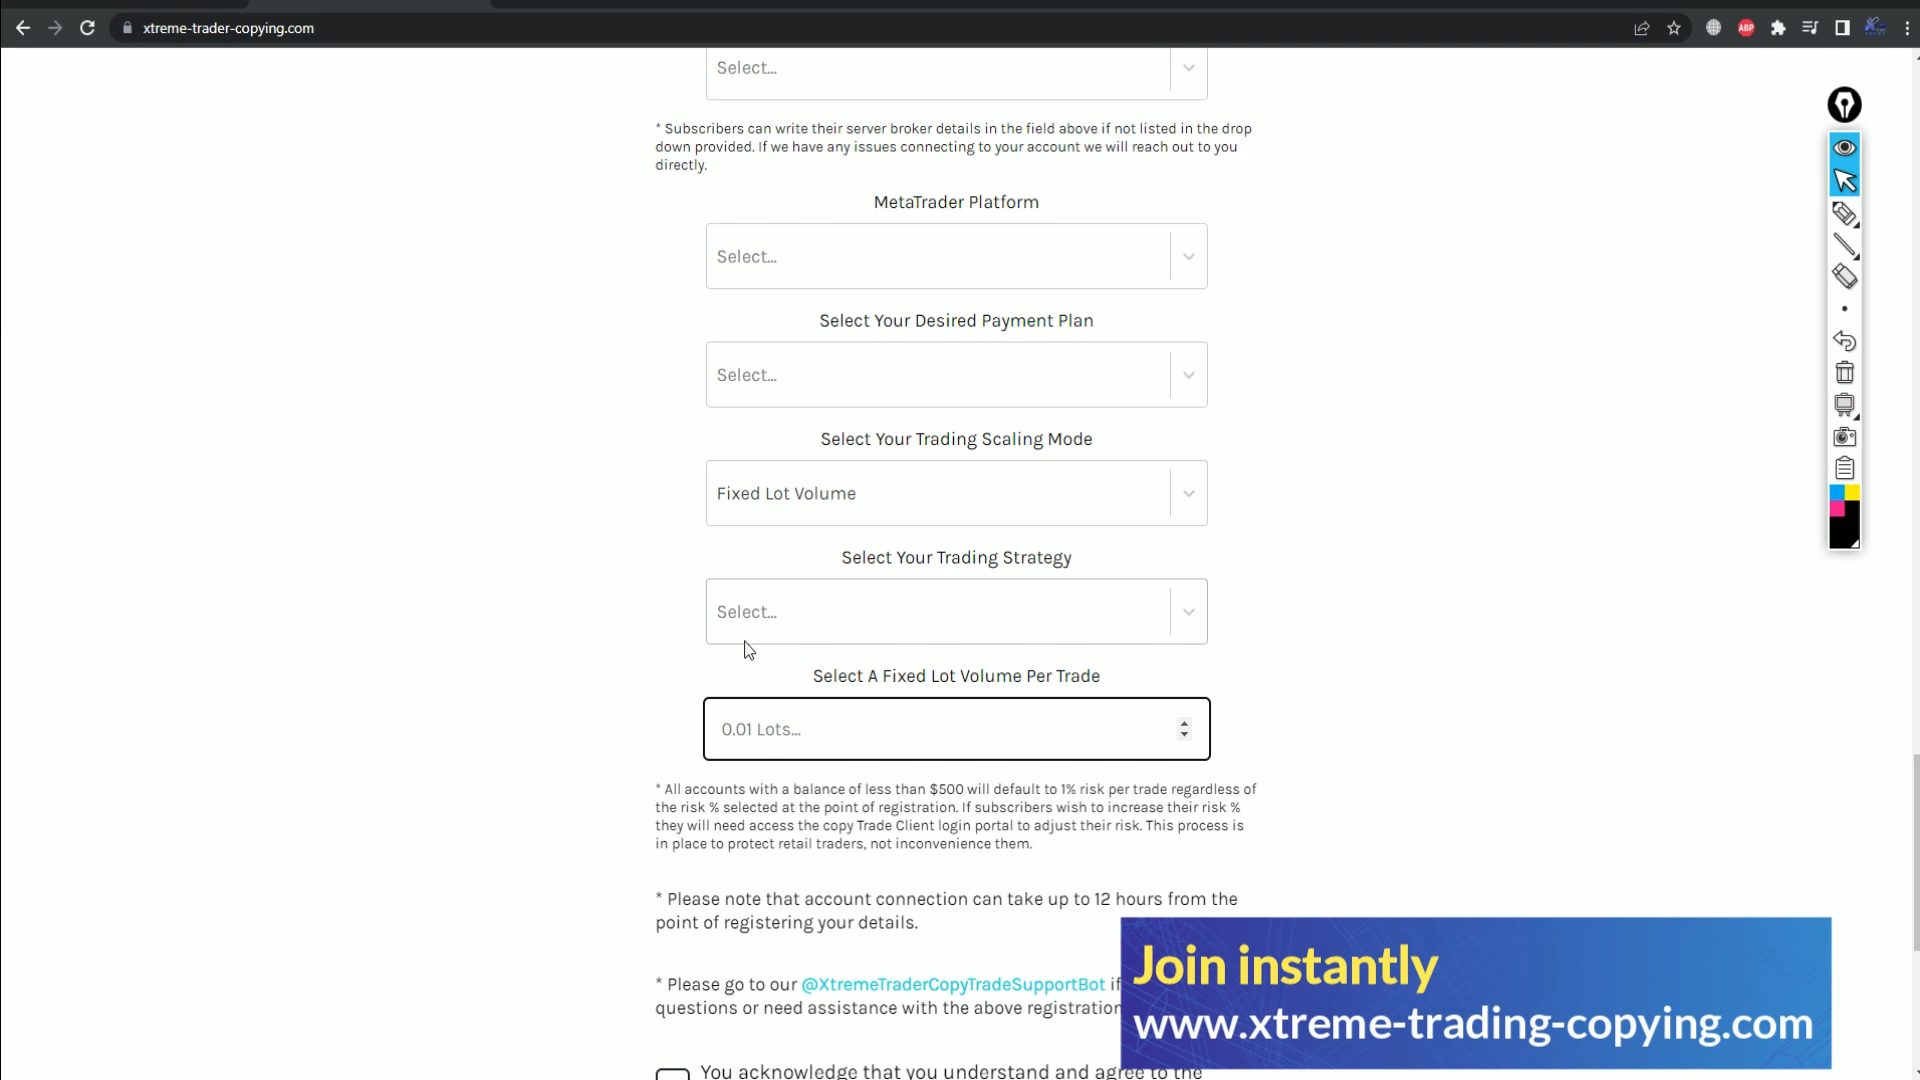 xtreme-trader-copying.com
ABP
Select...
* Subscribers can write their server broker details in the field above if not listed in the drop
down provided. If we have any issues connecting to your account we will reach out to you
directly.
MetaTrader Platform
Select...
Select Your Desired Payment Plan
Select...
Select Your Trading Scaling Mode
Fixed Lot Volume
Select Your Trading Strategy
Select...
Select A Fixed Lot Volume Per Trade
0.01 Lots...
* All accounts with a balance of less than $500 will default to 1% risk per trade regardless of
the risk % selected at the point of registration. If subscribers wish to increase their risk %
they will need access the copy Trade Client login portal to adjust their risk. This process is
in place to protect retail traders, not inconvenience them.
* Please note that account connection can take up to 12 hours from the
point of registering your details.
* Please go to our @XtremeTraderCopyTradeSupportBot if
questions or need assistance with the above registration
Join instantly
www.xtreme-trading-copying.com
You acknowledge that you understand and agree to the